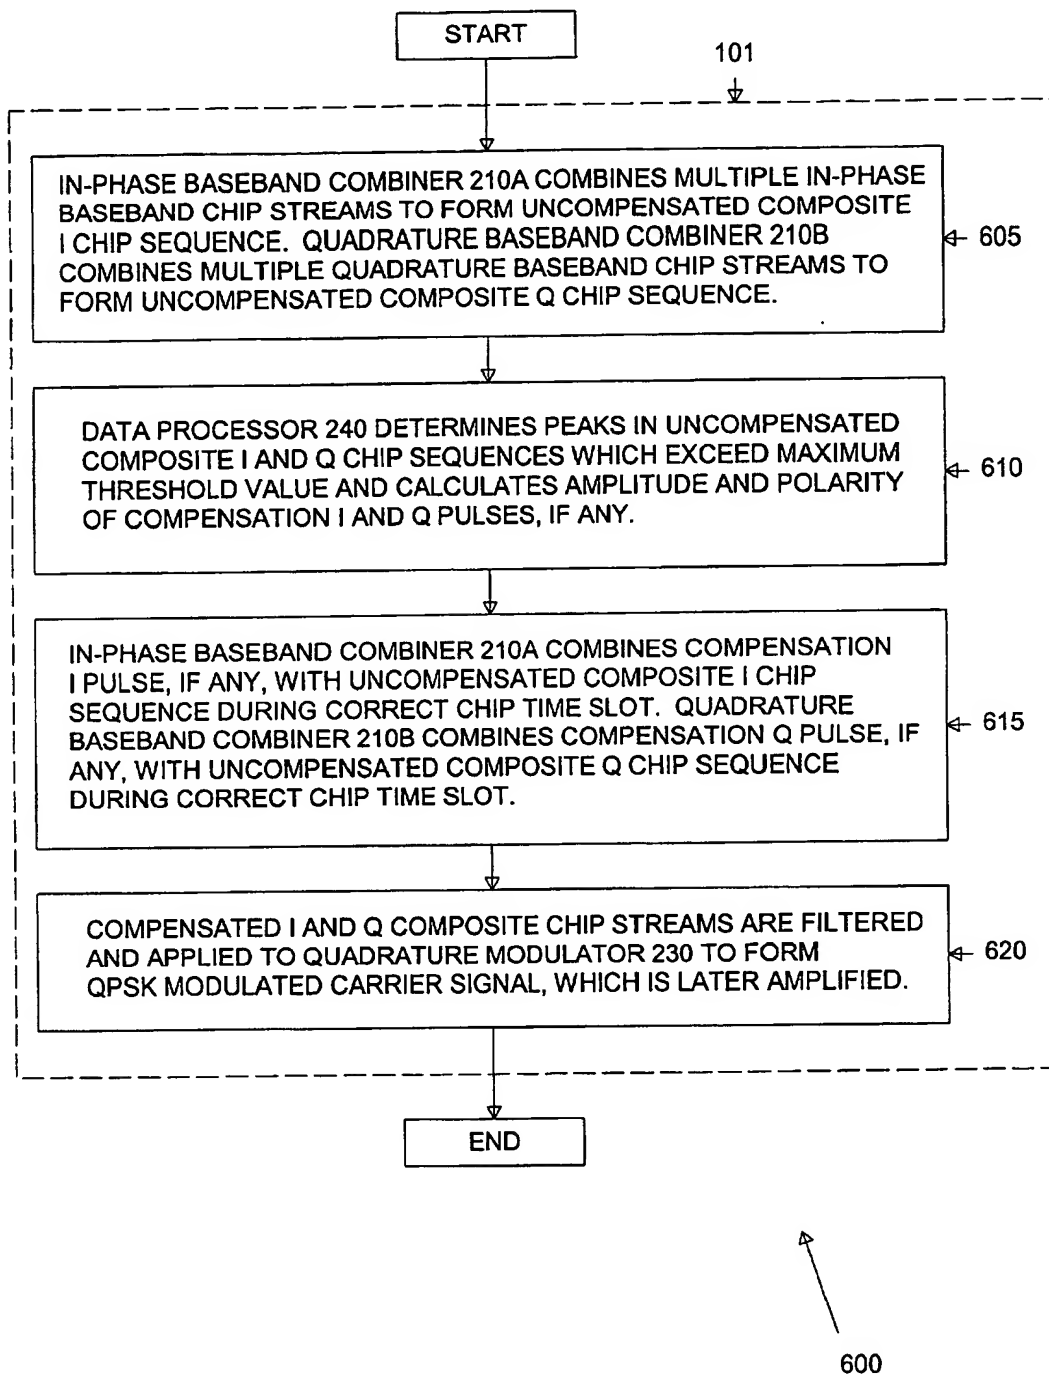 START
101
IN-PHASE BASEBAND COMBINER 210A COMBINES MULTIPLE IN-PHASE
BASEBAND CHIP STREAMS TO FORM UNCOMPENSATED COMPOSITE
I CHIP SEQUENCE. QUADRATURE BASEBAND COMBINER 210B
COMBINES MULTIPLE QUADRATURE BASEBAND CHIP STREAMS TO
FORM UNCOMPENSATED COMPOSITE Q CHIP SEQUENCE.
605
DATA PROCESSOR 240 DETERMINES PEAKS IN UNCOMPENSATED
COMPOSITE I AND Q CHIP SEQUENCES WHICH EXCEED MAXIMUM
THRESHOLD VALUE AND CALCULATES AMPLITUDE AND POLARITY
OF COMPENSATION I AND Q PULSES, IF ANY.
610
IN-PHASE BASEBAND COMBINER 210A COMBINES COMPENSATION
I PULSE, IF ANY, WITH UNCOMPENSATED COMPOSITE I CHIP
SEQUENCE DURING CORRECT CHIP TIME SLOT. QUADRATURE
BASEBAND COMBINER 210B COMBINES COMPENSATION Q PULSE, IF
ANY, WITH UNCOMPENSATED COMPOSITE Q CHIP SEQUENCE
DURING CORRECT CHIP TIME SLOT.
615
COMPENSATED I AND Q COMPOSITE CHIP STREAMS ARE FILTERED
AND APPLIED TO QUADRATURE MODULATOR 230 TO FORM
QPSK MODULATED CARRIER SIGNAL, WHICH IS LATER AMPLIFIED.
620
END
600